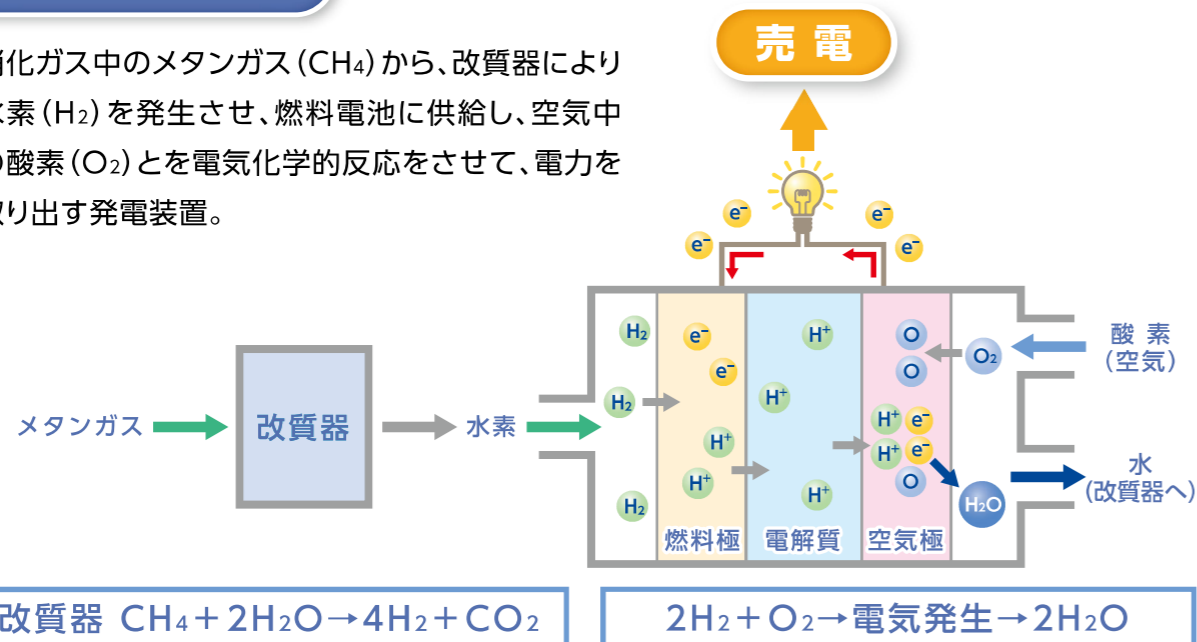 売電
消化ガス中のメタンガス(CH4)から、改質器により
水素(H2)を発生させ、燃料電池に供給し、空気中
の酸素(O2)とを電気化学的反応をさせて、電力を
取り出す発電装置。
e-
e-
e-
e-
H2
e-
H+
O
O2
酸素
(空気)
e-
O
メタンガス
改質器
水素
H2
H+
H+
e-
H+
H+
e-
H+
H+
O
水
(改質器へ)
H2
H2O
燃料極
電解質
空気極
改質器 CH4+2H2O→4H2+CO2
2H2+O2→電気発生→2H2O